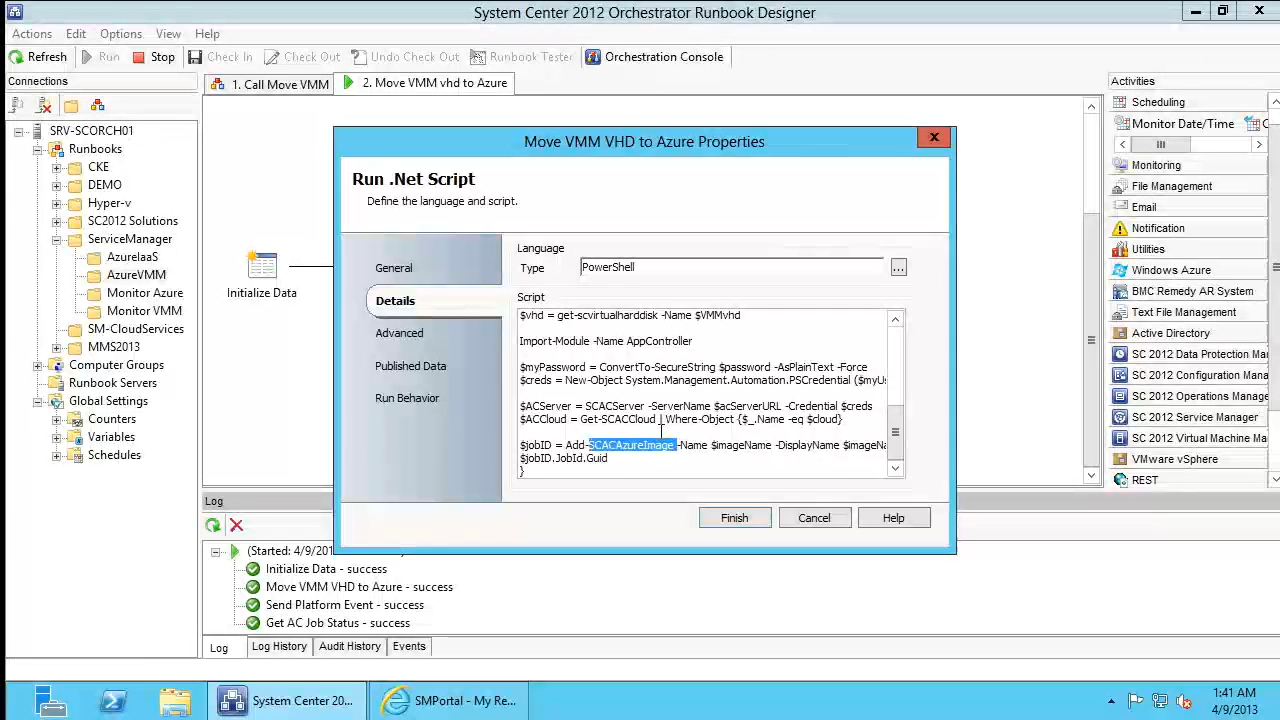 System Center 2012 Orchestrator Runbook Designer
Actions Edit Options View Help
Refresh Run Stop Check In Check Out Undo Check Out Runbook Tester Orchestration Console
Connections
1. Call Move VMM 2. Move VMM vhd to Azure
Activities
SRV-SCORCH01
Runbooks
CKE
DEMO
Hyper-v
SC2012 Solutions
ServiceManager
AzureIaaS
AzureVMM
Monitor Azure
Monitor VMM
SM-CloudServices
MMS2013
Computer Groups
Runbook Servers
Global Settings
Counters
Variables
Schedules
Initialize Data
Move VMM VHD to Azure Properties
Run .Net Script
Define the language and script.
General
Details
Advanced
Published Data
Run Behavior
Language
Type PowerShell ...
Script
$vhd = get-scvirtualharddisk -Name $VMMvhd
Import-Module -Name AppController
$myPassword = ConvertTo-SecureString $password -AsPlainText -Force
$creds = New-Object System.Management.Automation.PSCredential ($myU
$ACServer = SCACServer -ServerName $acServerURL -Credential $creds
$ACCloud = Get-SCACCloud | Where-Object {$_.Name -eq $cloud}
$jobID = Add-SCACAzureImage -Name $imageName -DisplayName $imageNa
$jobID.JobId.Guid
}
Finish Cancel Help
Scheduling
Monitor Date/Time
Monitoring
File Management
Email
Notification
Utilities
Windows Azure
BMC Remedy AR System
Text File Management
Active Directory
SC 2012 Data Protection Ma
SC 2012 Configuration Mana
SC 2012 Operations Manage
SC 2012 Service Manager
SC 2012 Virtual Machine Ma
VMware vSphere
REST
Log
(Started: 4/9/201
Initialize Data - success
Move VMM VHD to Azure - success
Send Platform Event - success
Get AC Job Status - success
Log Log History Audit History Events
System Center 20... SMPortal - My Re...
1:41 AM
4/9/2013